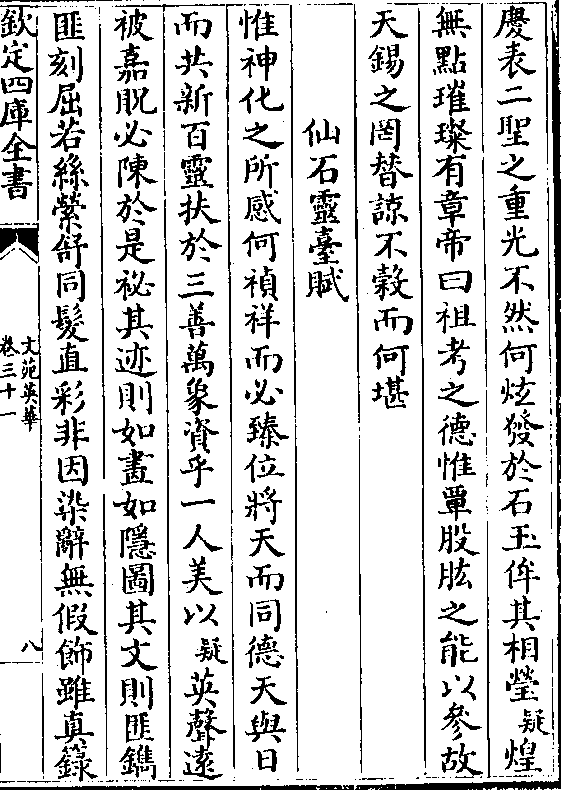 慶表二聖之重光不然何炫發於石玉侔其相瑩疑煌
無點璀璨有章帝曰祖考之德惟單股肱之能以參故
天錫之罔替諒不穀而何堪
仙石靈臺賦
惟神化之所感何禎祥而必臻位將天而同德天與日
而共新百靈扶於三善萬象資乎一人美以疑英聲遠
被嘉貺必陳於是祕其迹則如畫如隱圖其文則匪鐫
匪刻屈若絲縈舒同髮直彩非因染辭無假飾雖真籙
欽定四庫全書
文苑英華
卷三十一
八